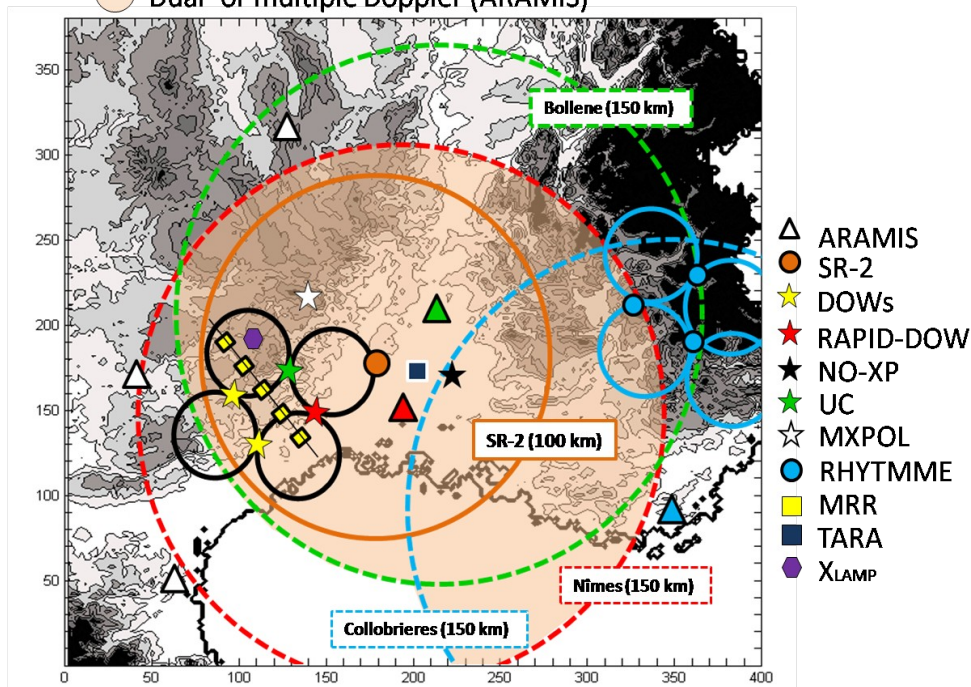 Dual- or multiple Doppler (ARAMIS)
350
300
250
200
150
100
50
0
0
50
100
150
200
250
300
350
400
Bollene (150 km)
SR-2 (100 km)
Nîmes (150 km)
Collobrieres (150 km)
ARAMIS
SR-2
DOWs
RAPID-DOW
NO-XP
UC
MXPOL
RHYTMME
MRR
TARA
XLAMP